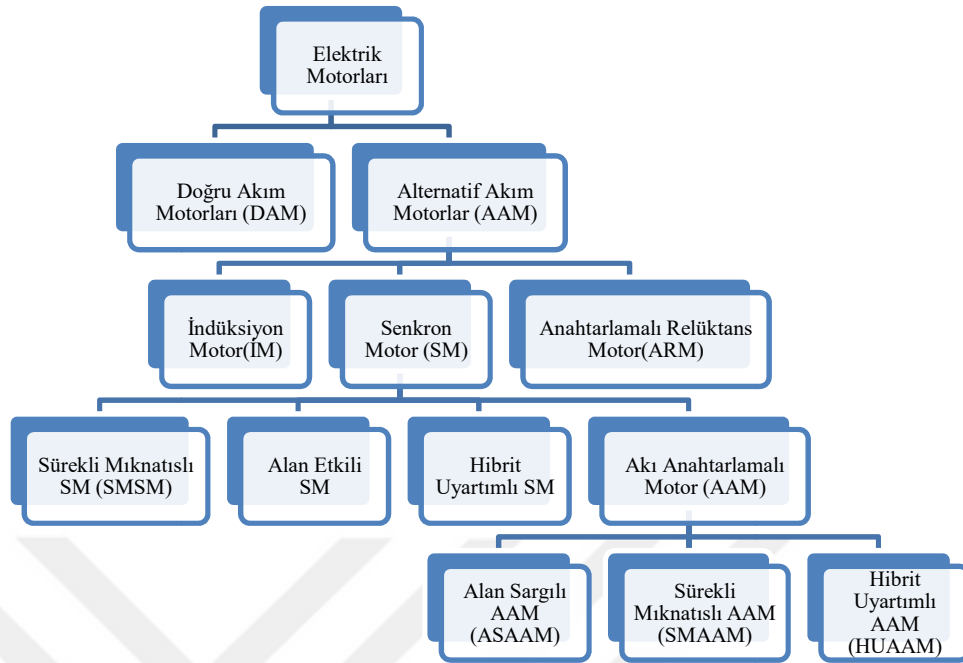 Elektrik
Motorları
Doğru Akım
Motorları (DAM)
Alternatif Akım
Motorlar (AAM)
İndüksiyon
Motor(İM)
Senkron
Motor (SM)
Anahtarlamalı Relüktans
Motor(ARM)
Sürekli Mıknatıslı
SM (SMSM)
Alan Etkili
SM
Hibrit
Uyartımlı SM
Akı Anahtarlamalı
Motor (AAM)
Alan Sargılı
AAM
(ASAAM)
Sürekli
Mıknatıslı AAM
(SMAAM)
Hibrit
Uyartımlı
AAM
(HUAAM)